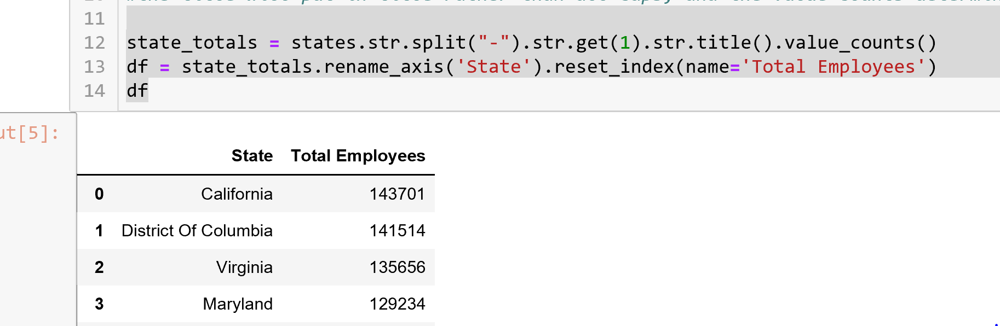 11
12 state_totals = states.str.split("-").str.get(1).str.title().value_counts()
13 df = state_totals.rename_axis('State').reset_index(name='Total Employees')
14 df
ut[5]:
State Total Employees
0 California 143701
1 District Of Columbia 141514
2 Virginia 135656
3 Maryland 129234